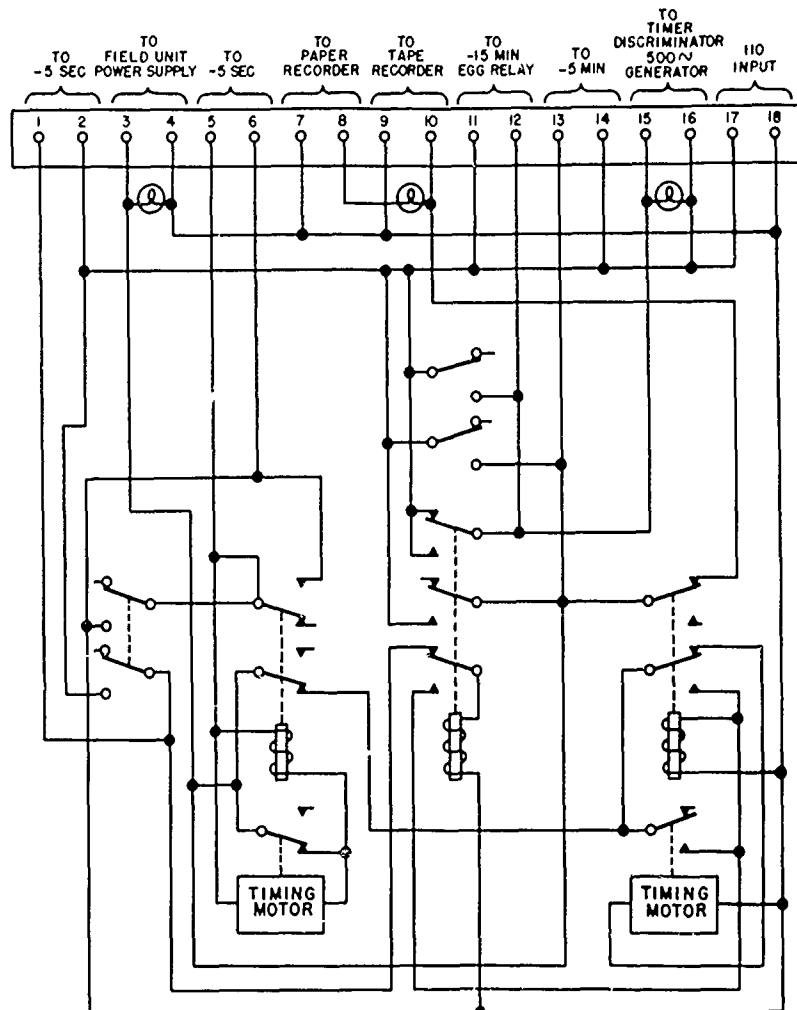 TO
-5 SEC
TO
FIELD UNIT
POWER SUPPLY
TO
-5 SEC
TO
PAPER
RECORDER
TO
TAPE
RECORDER
TO
-15 MIN
EGG RELAY
TO
-5 MIN
TO
TIMER
DISCRIMINATOR
500~
GENERATOR
110
INPUT
1 2 3 4 5 6 7 8 9 10 11 12 13 14 15 16 17 18
TIMING
MOTOR
TIMING
MOTOR